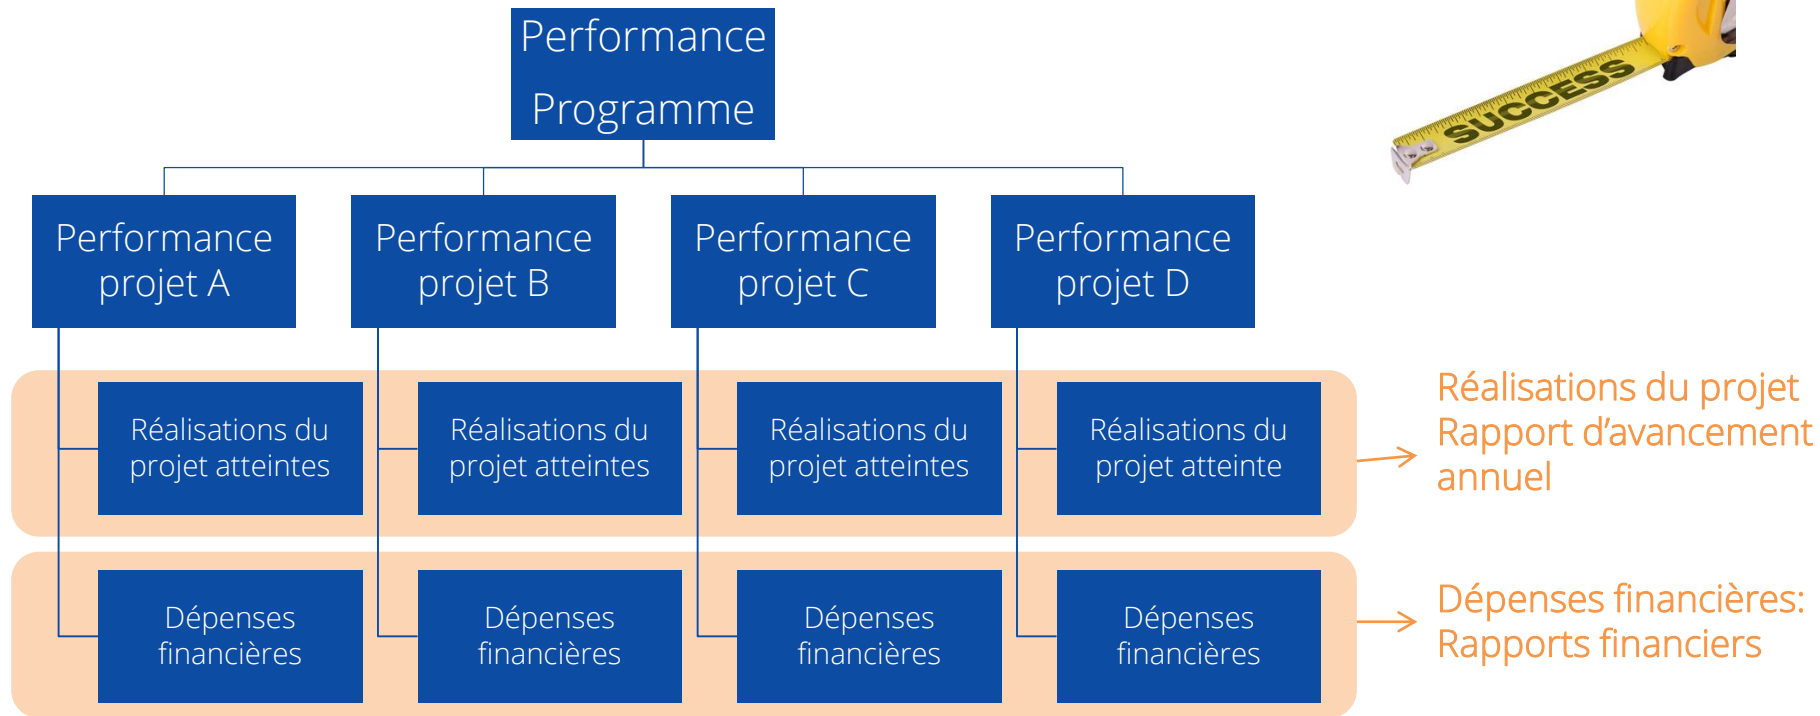 Performance
Programme
SUCCESS
Performance
projet A
Performance
projet B
Performance
projet C
Performance
projet D
Réalisations du
projet atteintes
Réalisations du
projet atteintes
Réalisations du
projet atteintes
Réalisations du
projet atteinte
Réalisations du projet
Rapport d’avancement
annuel
Dépenses
financières
Dépenses
financières
Dépenses
financières
Dépenses
financières
Dépenses financières:
Rapports financiers